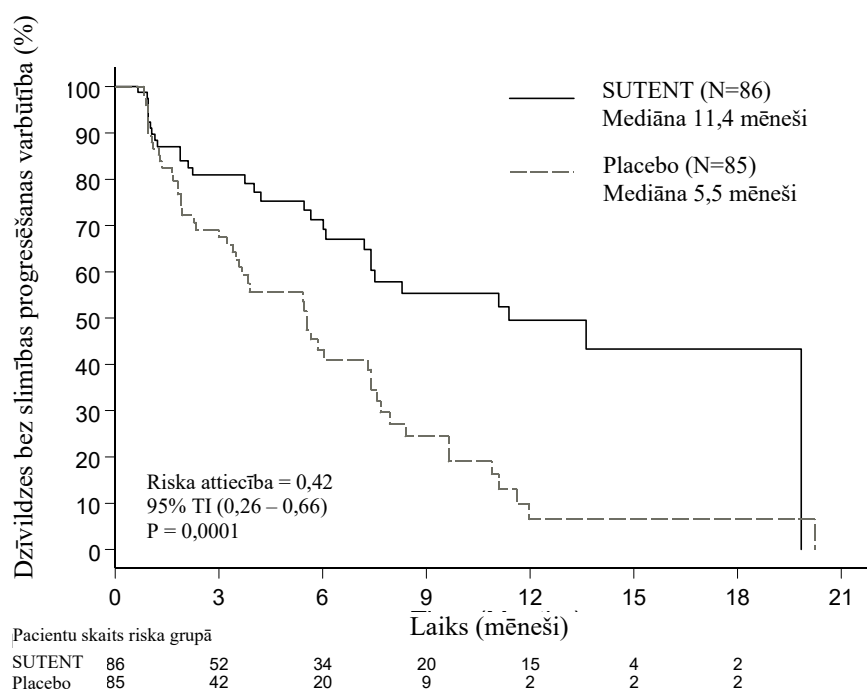 Dzīvildzes bez slimības progresēšanas varbūtība (%)
100
90
80
70
60
50
40
30
20
10
0
SUTENT (N=86)
Mediāna 11,4 mēneši
Placebo (N=85)
Mediāna 5,5 mēneši
Riska attiecība = 0,42
95% TI (0,26 – 0,66)
P = 0,0001
0 3 6 9 12 15 18 21
Laiks (mēneši)
Pacientu skaits riska grupā
SUTENT 86 52 34 20 15 4 2
Placebo 85 42 20 9 2 2 2